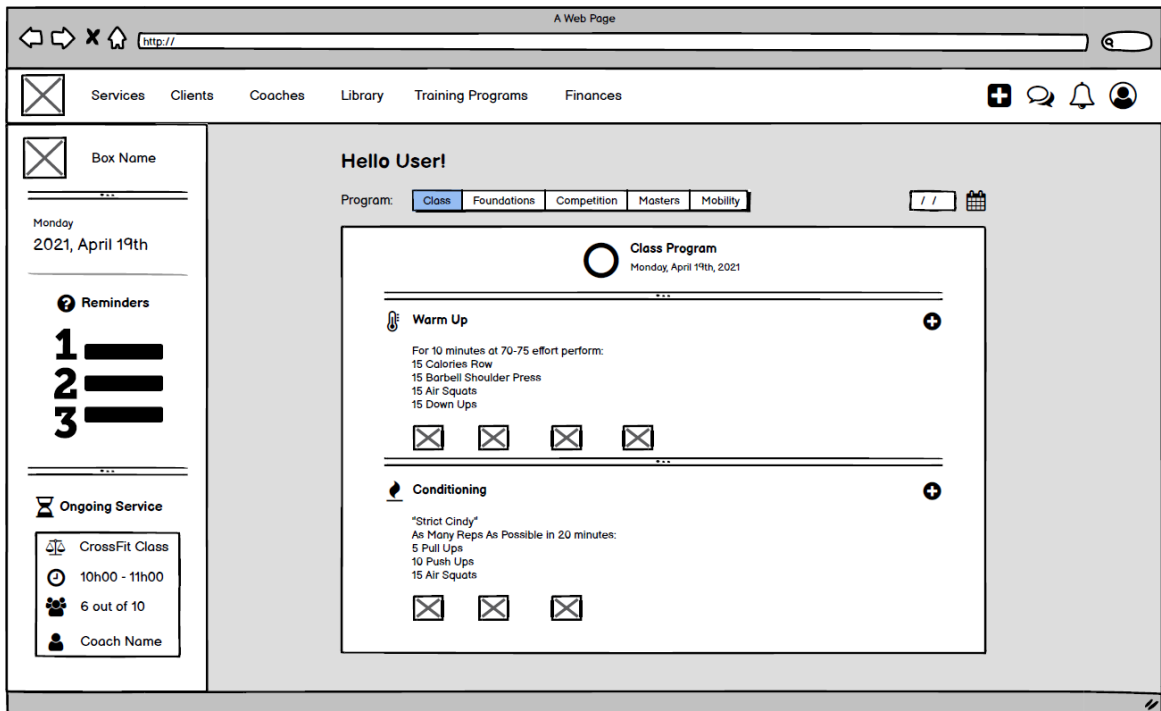 A Web Page
http://
Services Clients Coaches Library Training Programs Finances
Box Name
Monday
2021, April 19th
Reminders
1
2
3
Ongoing Service
CrossFit Class
10h00 - 11h00
6 out of 10
Coach Name
Hello User!
Program: Class Foundations Competition Masters Mobility / /
Class Program
Monday, April 19th, 2021
Warm Up
For 10 minutes at 70-75 effort perform:
15 Calories Row
15 Barbell Shoulder Press
15 Air Squats
15 Down Ups
Conditioning
"Strict Cindy"
As Many Reps As Possible in 20 minutes:
5 Pull Ups
10 Push Ups
15 Air Squats